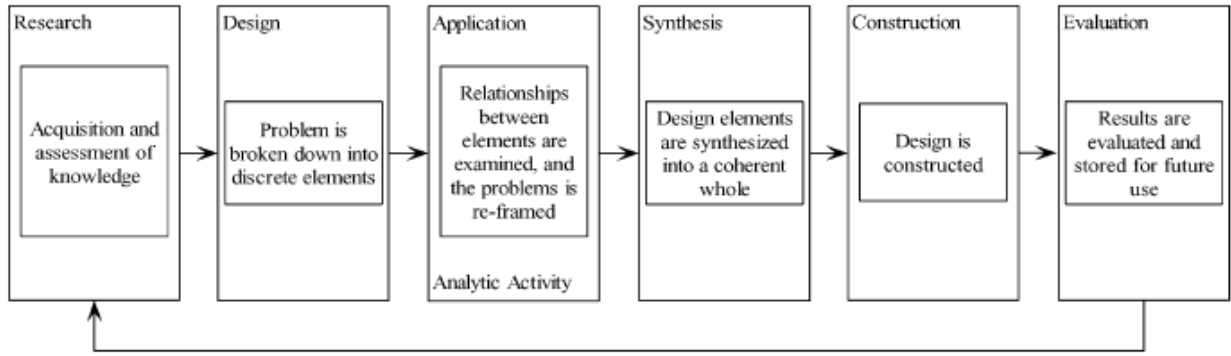 Research
Acquisition and
assessment of
knowledge
Design
Problem is
broken down into
discrete elements
Application
Relationships
between
elements are
examined, and
the problems is
re-framed
Analytic Activity
Synthesis
Design elements
are synthesized
into a coherent
whole
Construction
Design is
constructed
Evaluation
Results are
evaluated and
stored for future
use